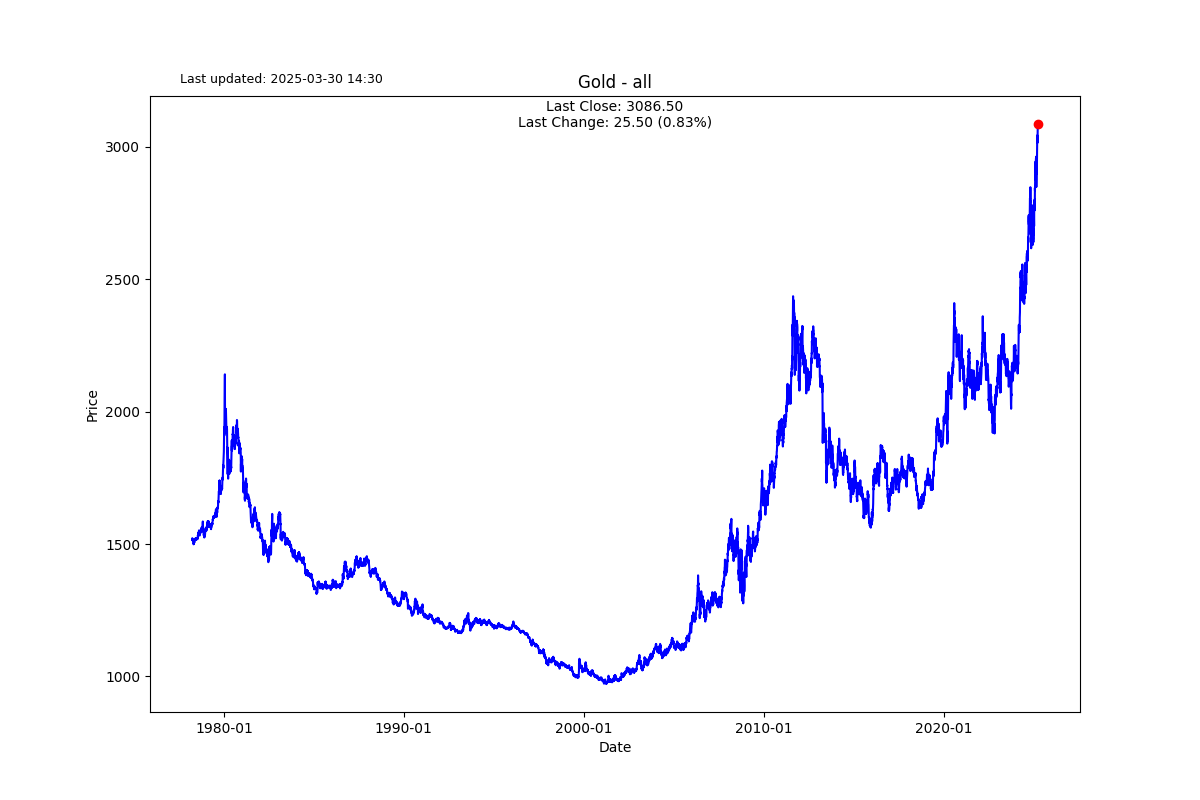 Last updated: 2025-03-30 14:30
Gold - all
Last Close: 3086.50
Last Change: 25.50 (0.83%)
3000
2500
2000
1500
1000
Price
1980-01
1990-01
2000-01
2010-01
2020-01
Date